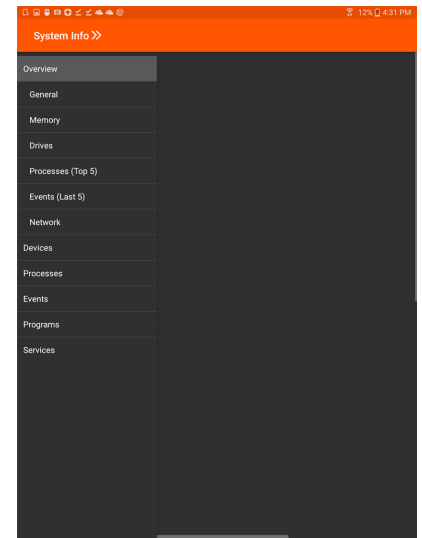 12% 4:31 PM
System Info
Overview
General
Memory
Drives
Processes (Top 5)
Events (Last 5)
Network
Devices
Processes
Events
Programs
Services